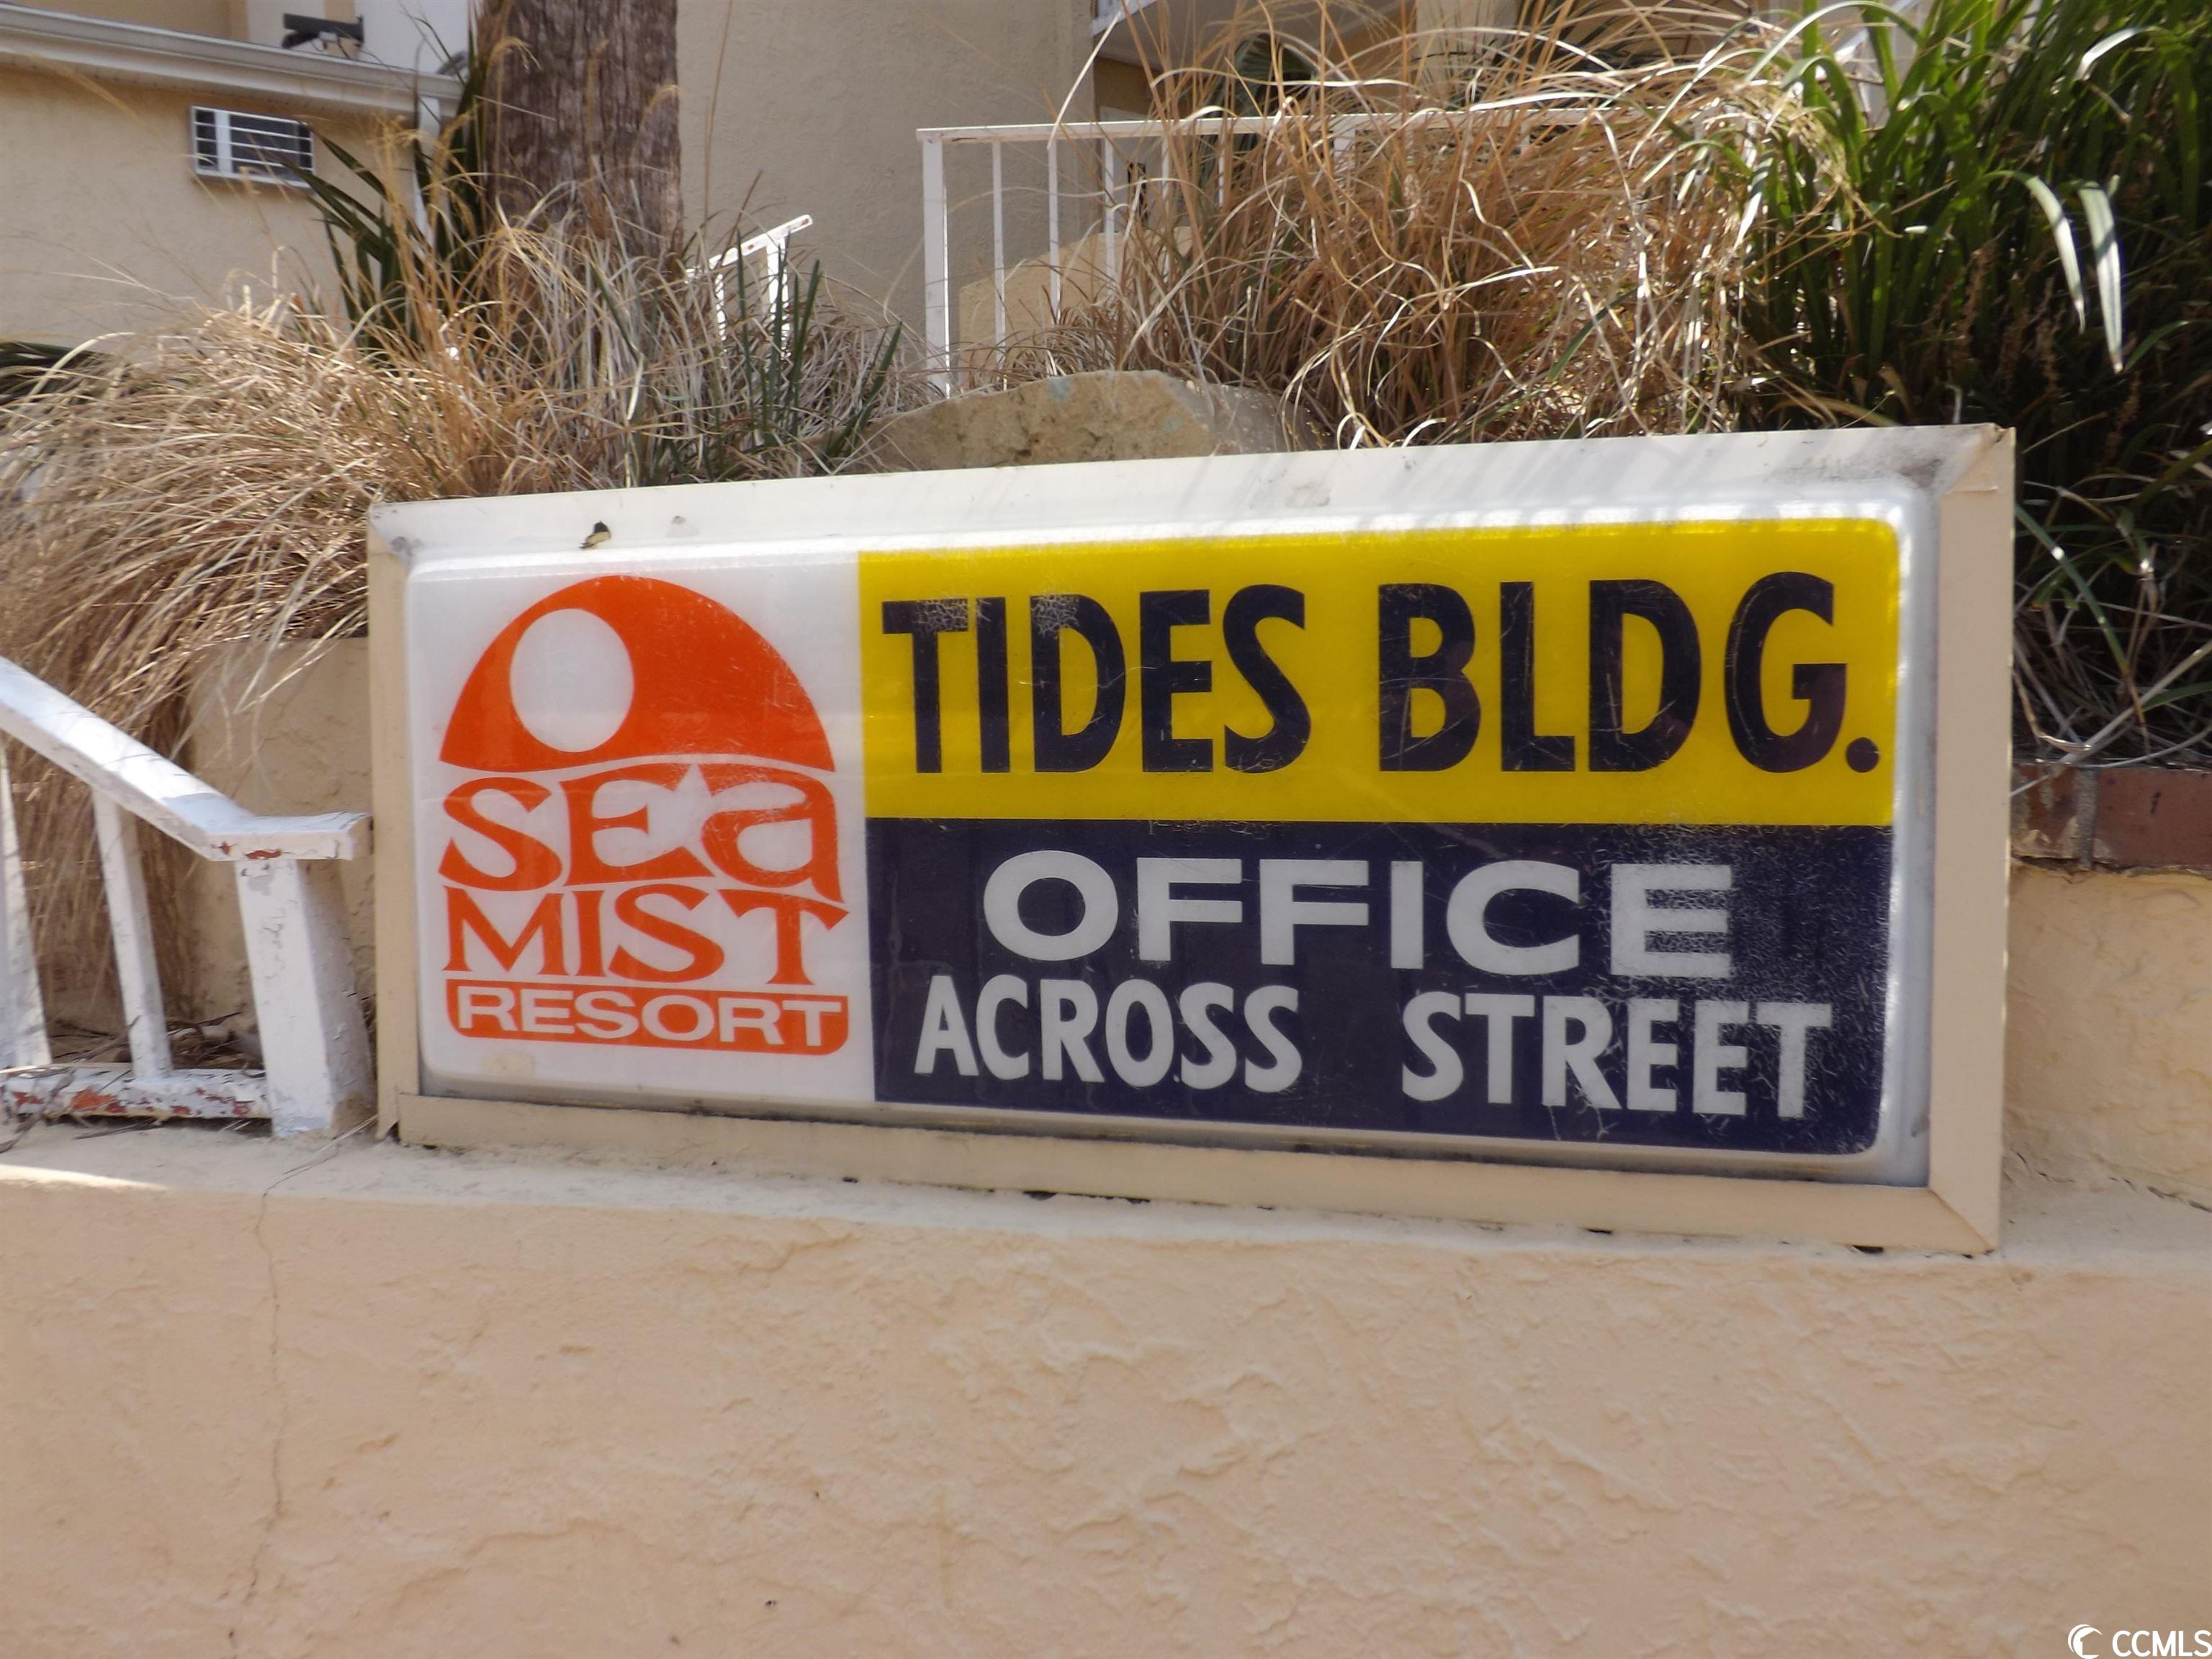 SEa
MIST
RESORT
TIDES BLDG.
OFFICE
ACROSS STREET
CCMLS